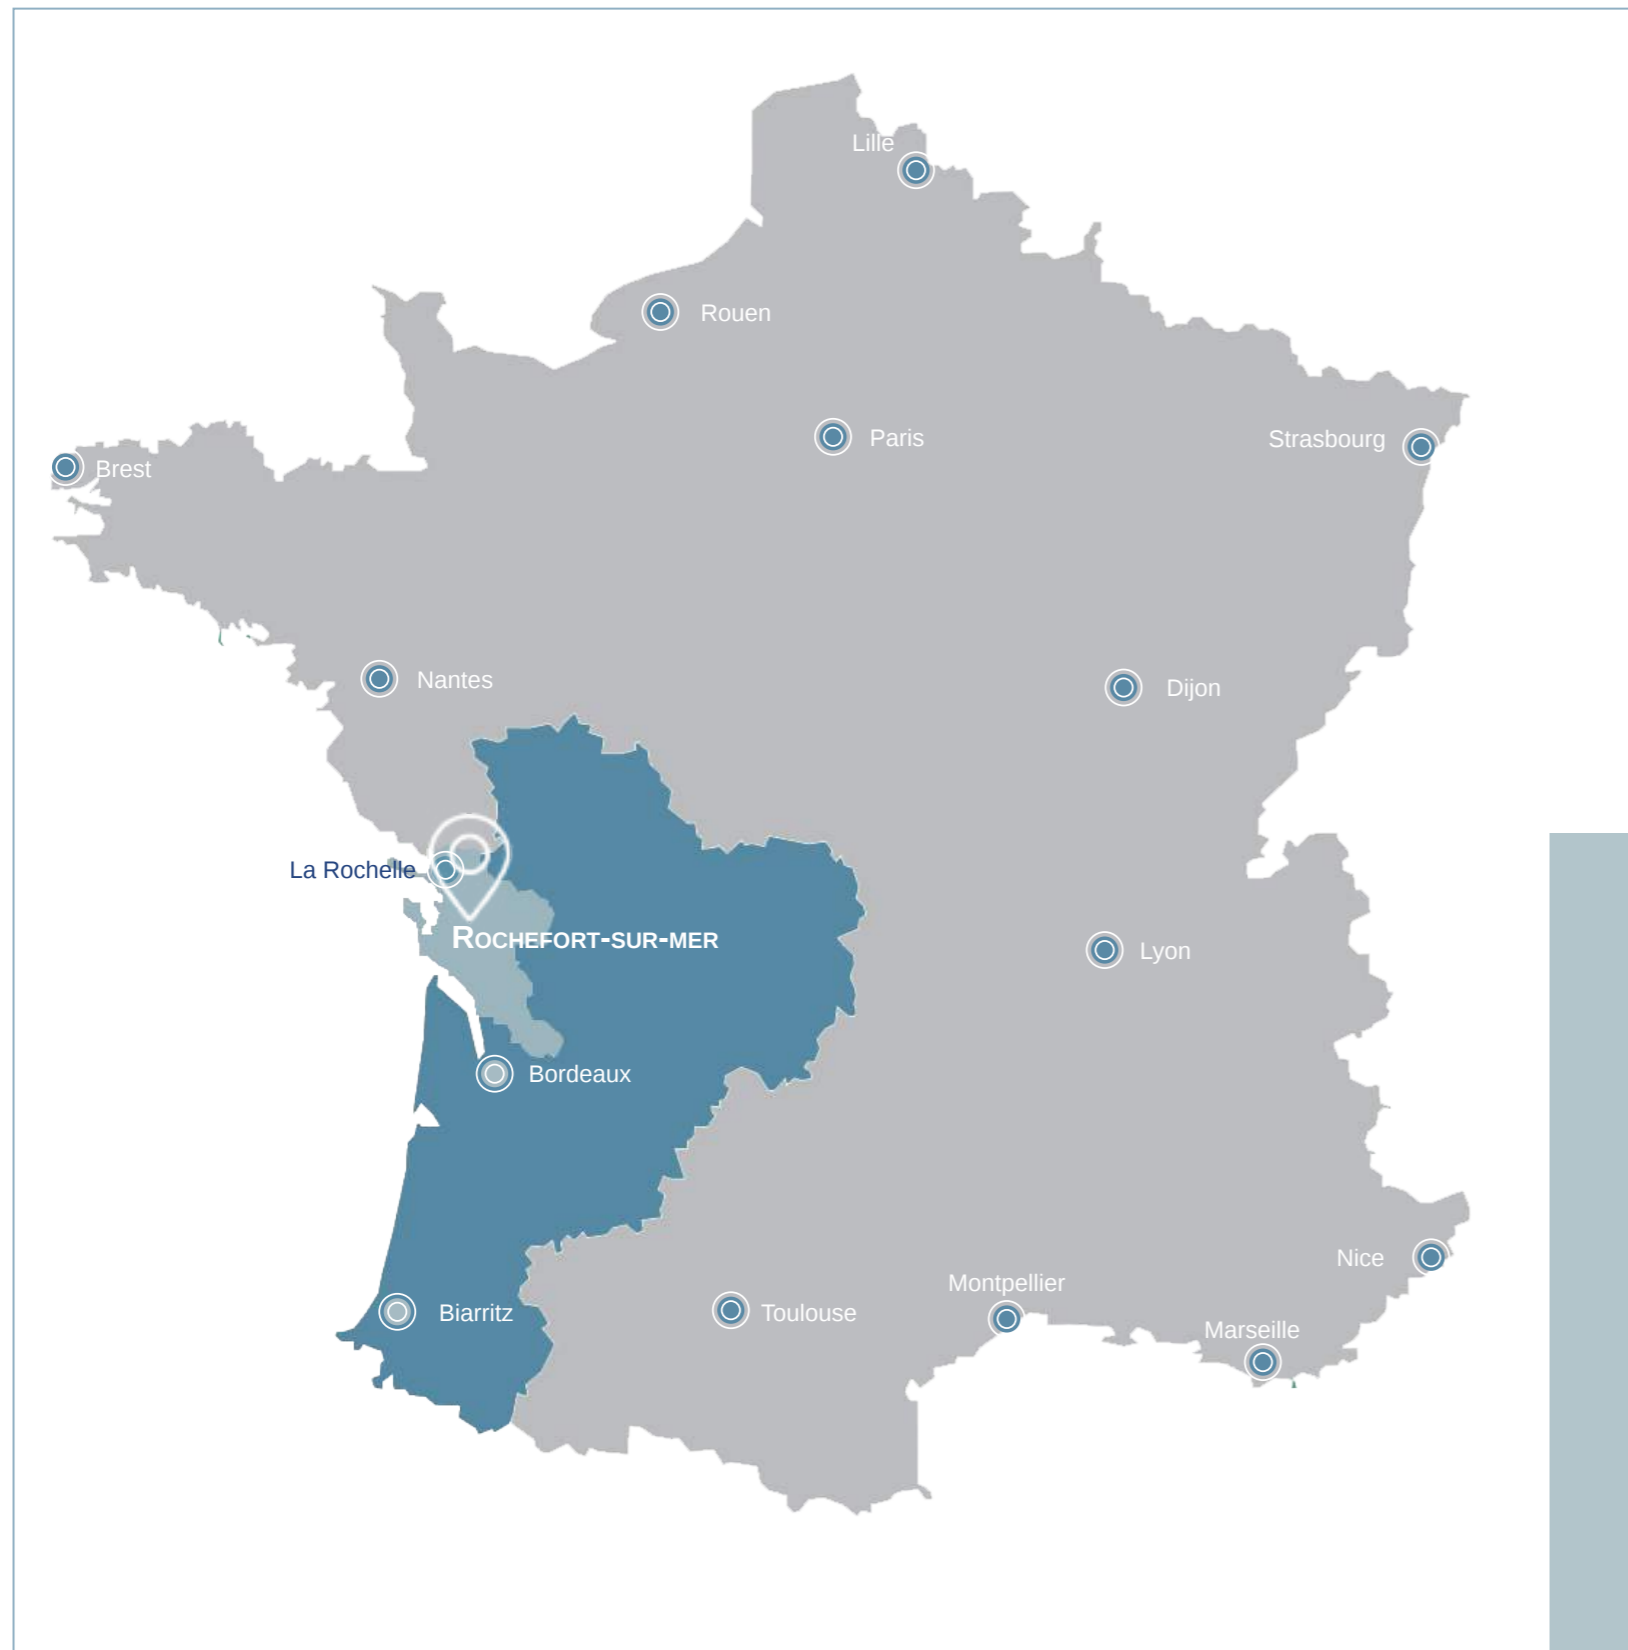 Lille
Rouen
Paris
Strasbourg
Brest
Nantes
Dijon
La Rochelle
Rochefort-sur-mer
Lyon
Bordeaux
Nice
Montpellier
Biarritz
Toulouse
Marseille